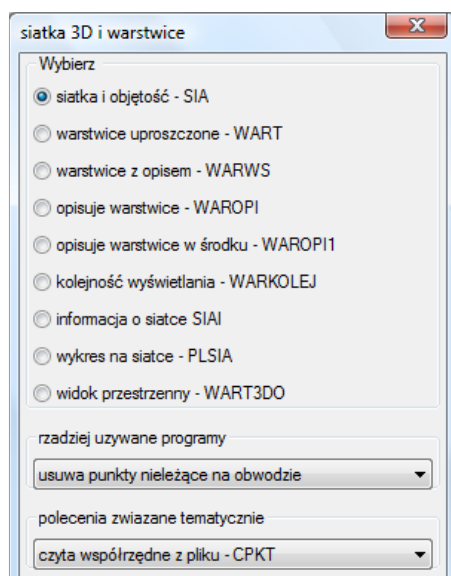 siatka 3D i warstwice
Wybierz
siatka i objętość - SIA
warstwice uproszczone - WART
warstwice z opisem - WARWS
opisuje warstwice - WAROPI
opisuje warstwice w środku - WAROPI1
kolejność wyświetlania - WARKOLEJ
informacja o siatce SIAI
wykres na siatce - PLSIA
widok przestrzenny - WART3DO
rzadziej uzywane programy
usuwa punkty nieleżące na obwodzie
polecenia zwiazane tematycznie
czyta współrzędne z pliku - CPKT